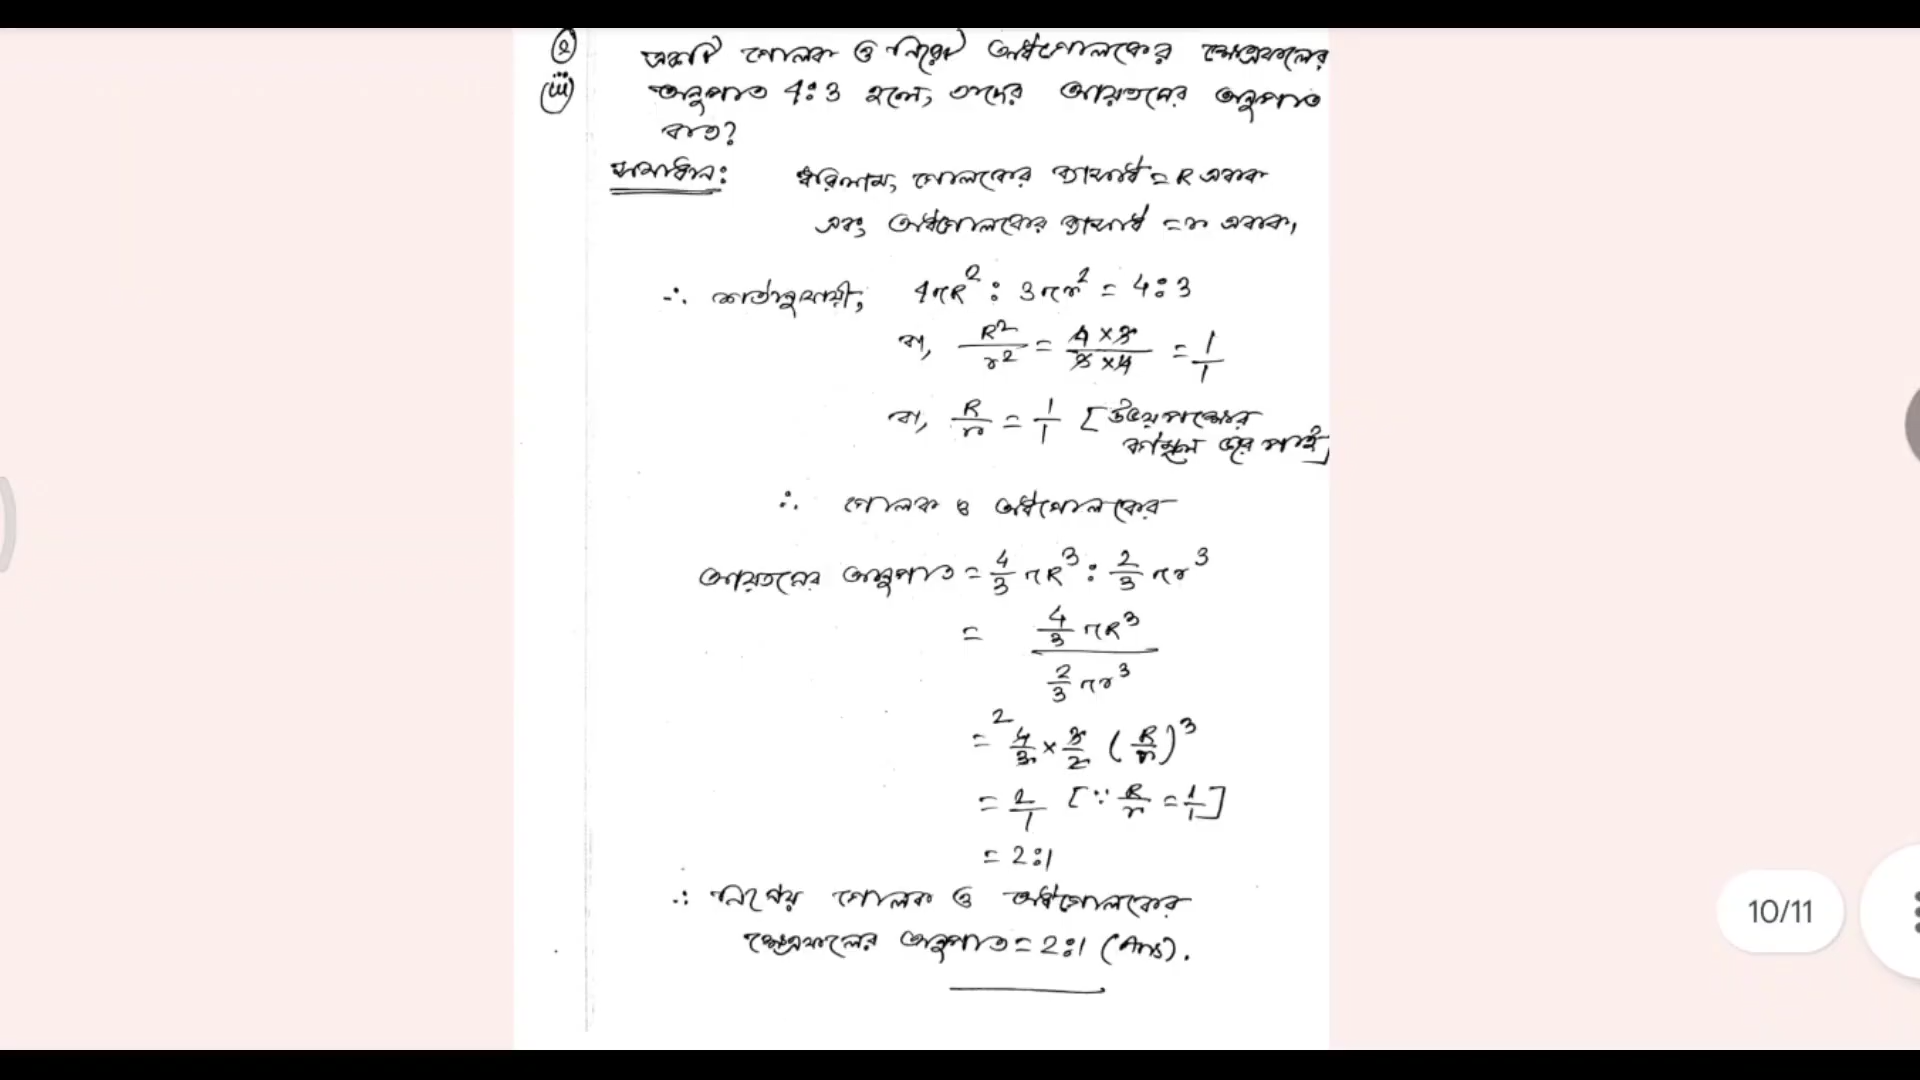 ২
(iii)
একটি গোলক ও নিরেট অর্ধগোলকের ক্ষেত্রফলের
অনুপাত 4:3 হলে, তাদের আয়তনের অনুপাত
কত?
সমাধান: ধরিলাম, গোলকের ব্যাসার্ধ = R একক
এবং অর্ধগোলকের ব্যাসার্ধ = r একক,
∴ শর্তানুযায়ী, 4πR² : 3πr² = 4:3
বা, R²/r² = (4×3)/(3×4) = 1/1
বা, R/r = 1/1 [উভয়পক্ষের
বর্গমূল করে পাই]
∴ গোলক ও অর্ধগোলকের
আয়তনের অনুপাত = 4/3 πR³ : 2/3 πr³
= (4/3 πR³)/(2/3 πr³)
= ² 4/3 × 3/2 (R/r)³
= 2/1 [∵ R/r = 1/1]
= 2:1
∴ নির্ণেয় গোলক ও অর্ধগোলকের
ক্ষেত্রফলের অনুপাত = 2:1 (Ans).
10/11